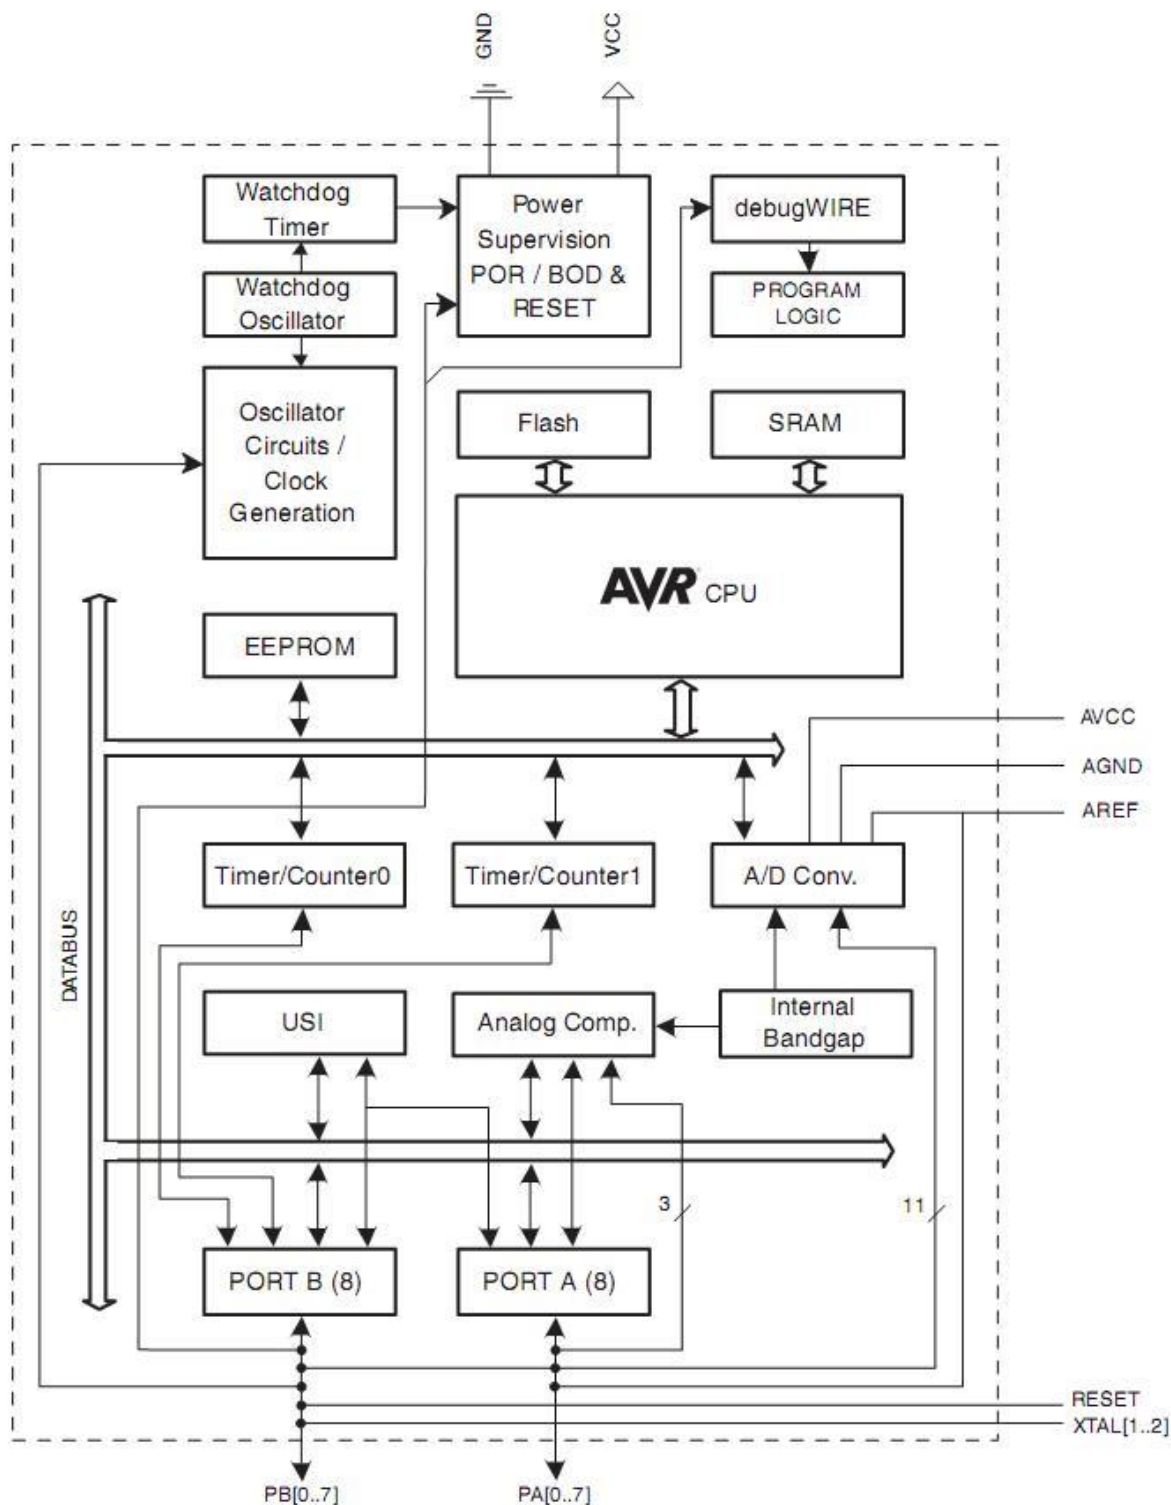 GND
VCC
Watchdog
Timer
Power
Supervision
POR / BOD &
RESET
debugWIRE
Watchdog
Oscillator
PROGRAM
LOGIC
Oscillator
Circuits /
Clock
Generation
Flash
SRAM
AVR CPU
EEPROM
AVCC
AGND
AREF
Timer/Counter0
Timer/Counter1
A/D Conv.
DATABUS
USI
Analog Comp.
Internal
Bandgap
3
11
PORT B (8)
PORT A (8)
RESET
XTAL[1..2]
PB[0..7]
PA[0..7]